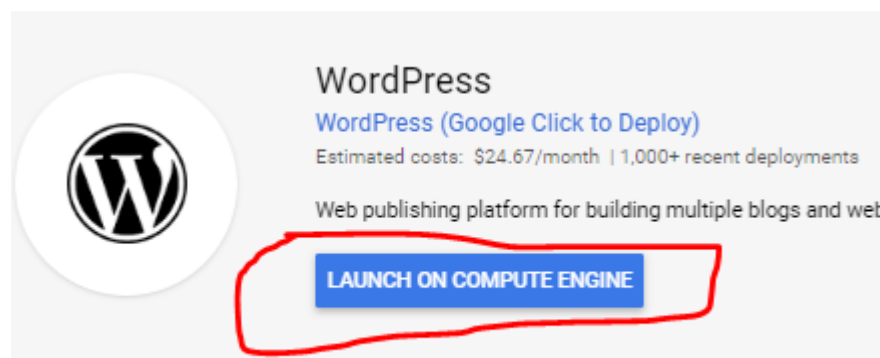 WordPress
WordPress (Google Click to Deploy)
Estimated costs: $24.67/month | 1,000+ recent deployments
Web publishing platform for building multiple blogs and
LAUNCH ON COMPUTE ENGINE